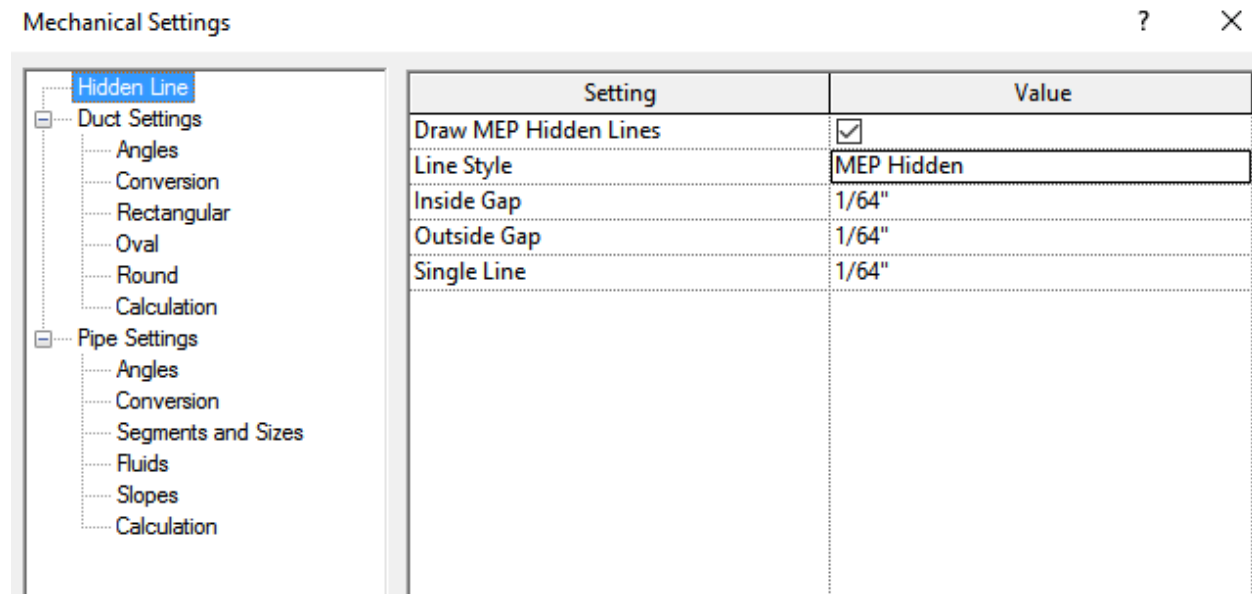 Mechanical Settings ? ×
Hidden Line
Duct Settings
Angles
Conversion
Rectangular
Oval
Round
Calculation
Pipe Settings
Angles
Conversion
Segments and Sizes
Fluids
Slopes
Calculation
Setting Value
Draw MEP Hidden Lines
Line Style MEP Hidden
Inside Gap 1/64"
Outside Gap 1/64"
Single Line 1/64"